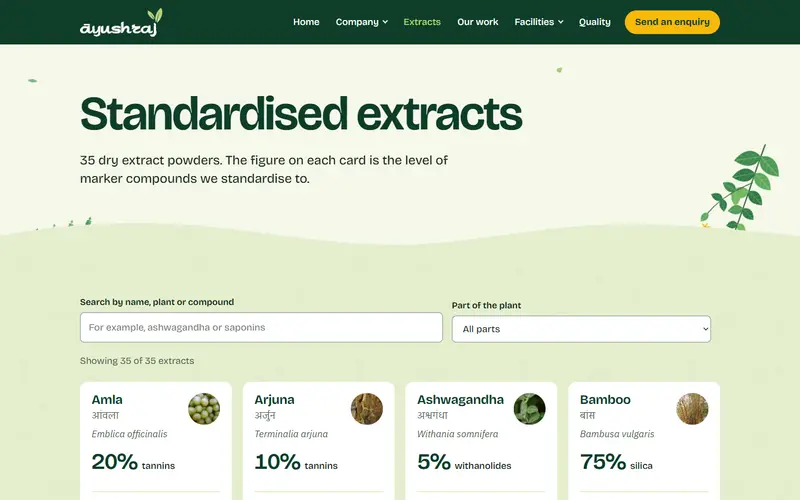 āyushraj
Home
Company
Extracts
Our work
Facilities
Quality
Send an enquiry
Standardised extracts
35 dry extract powders. The figure on each card is the level of
marker compounds we standardise to.
Search by name, plant or compound
For example, ashwagandha or saponins
Part of the plant
All parts
Showing 35 of 35 extracts
Amla
आंवला
Emblica officinalis
20% tannins
Arjuna
अर्जुन
Terminalia arjuna
10% tannins
Ashwagandha
अश्वगंधा
Withania somnifera
5% withanolides
Bamboo
बांस
Bambusa vulgaris
75% silica